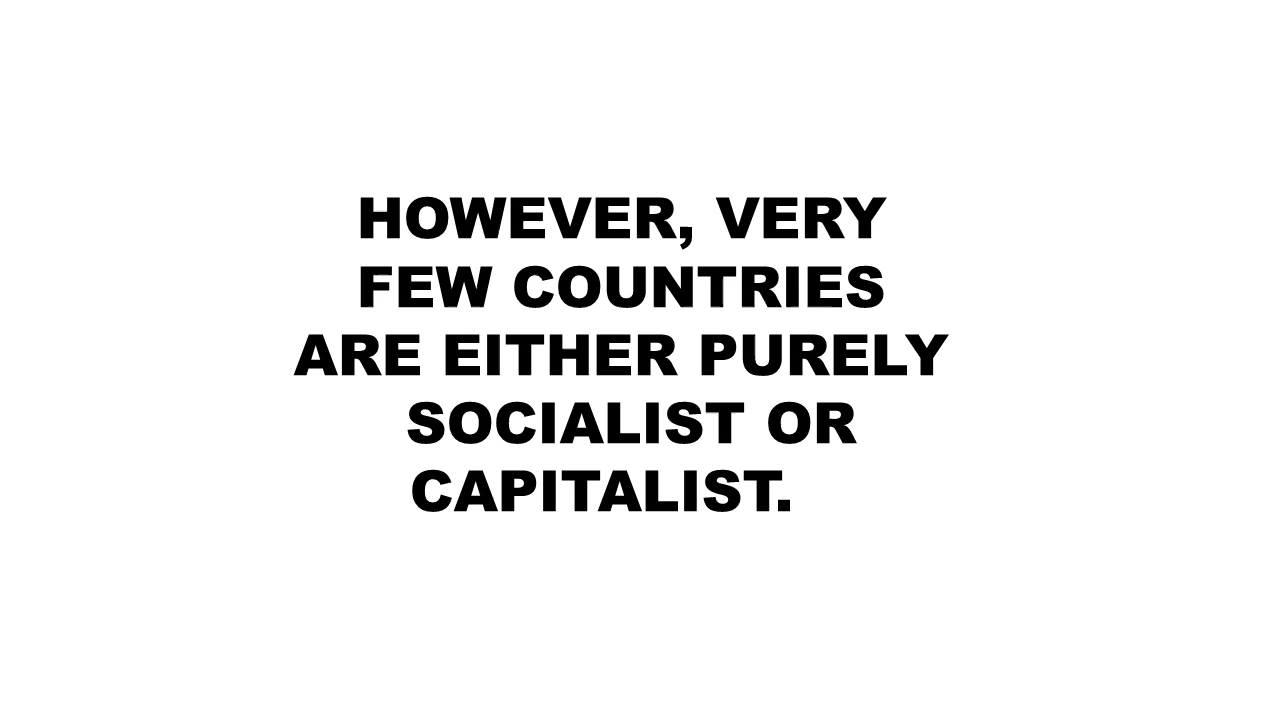 HOWEVER, VERY
FEW COUNTRIES
ARE EITHER PURELY
SOCIALIST OR
CAPITALIST.